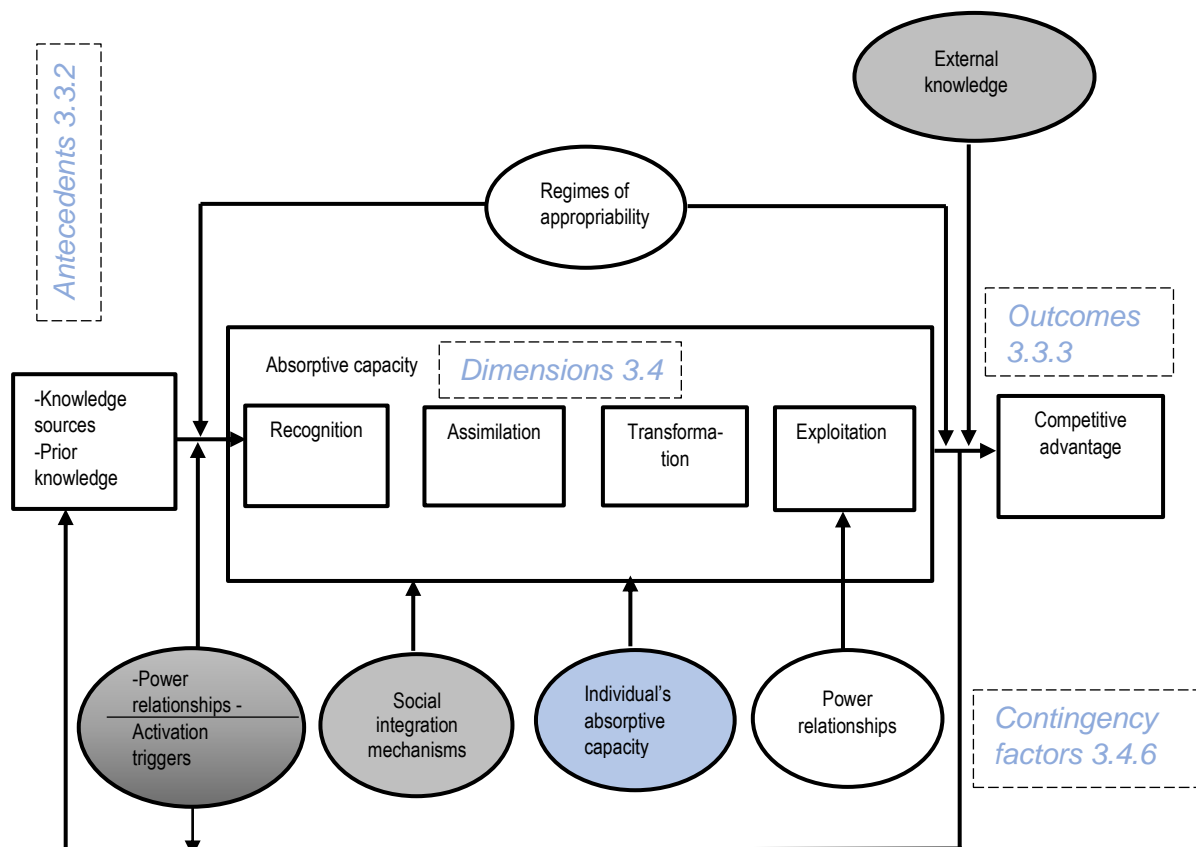 Antecedents 3.3.2
External
knowledge
Regimes of
appropriability
Outcomes
3.3.3
Absorptive capacity
Dimensions 3.4
-Knowledge
sources
-Prior
knowledge
Recognition
Assimilation
Transforma-
tion
Exploitation
Competitive
advantage
-Power
relationships -
Activation
triggers
Social
integration
mechanisms
Individual’s
absorptive
capacity
Power
relationships
Contingency
factors 3.4.6